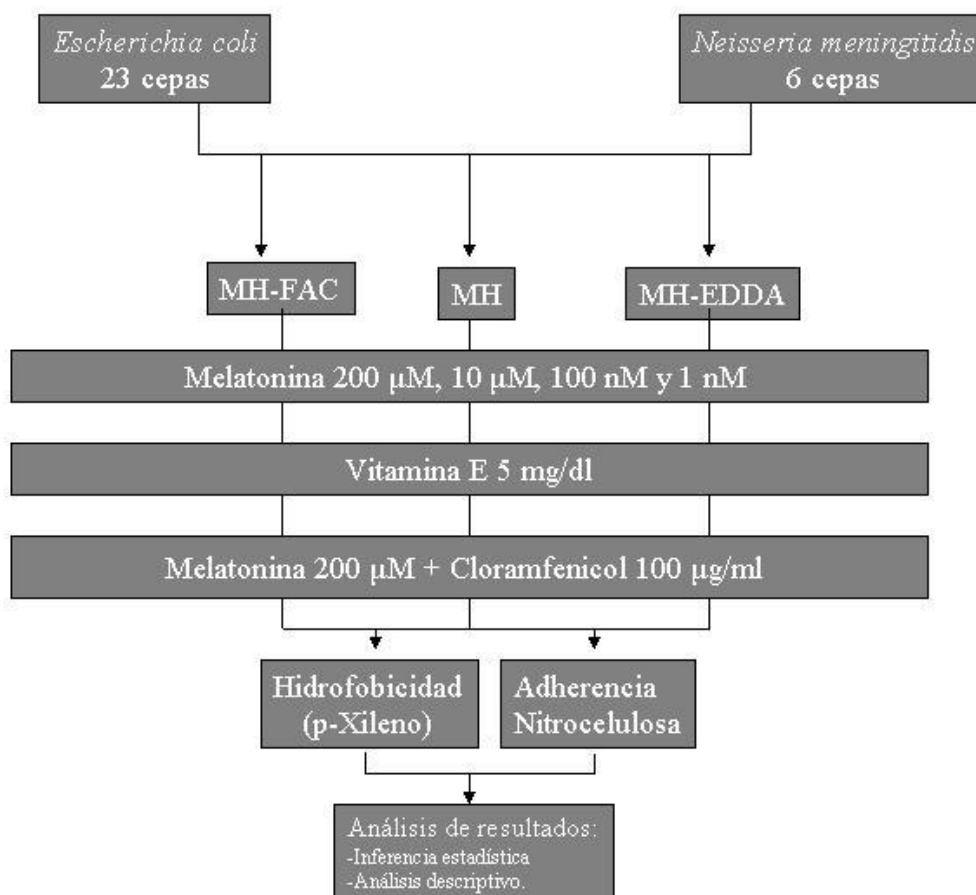 Escherichia coli
23 cepas
Neisseria meningitidis
6 cepas
MH-FAC
MH
MH-EDDA
Melatonina 200 µM, 10 µM, 100 nM y 1 nM
Vitamina E 5 mg/dl
Melatonina 200 µM + Cloramfenicol 100 µg/ml
Hidrofobicidad
(p-Xileno)
Adherencia
Nitrocelulosa
Análisis de resultados:
-Inferencia estadística
-Análisis descriptivo.